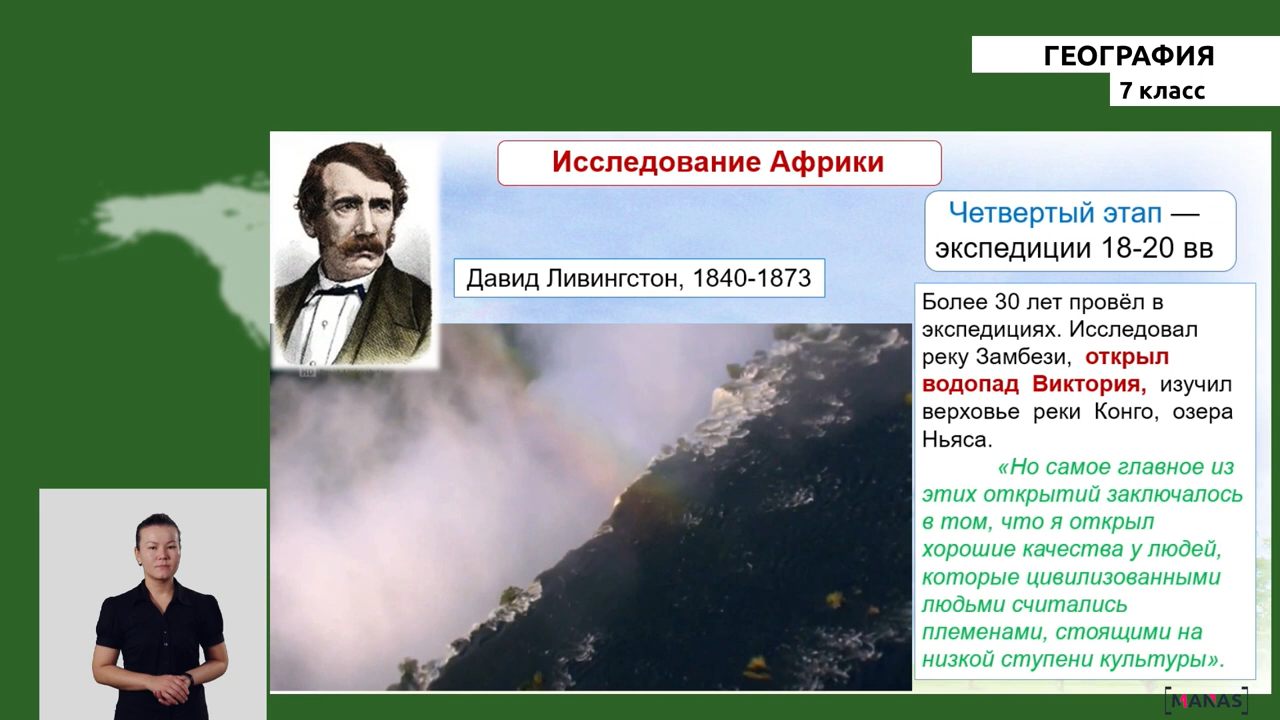 ГЕОГРАФИЯ
7 класс
Исследование Африки
Четвертый этап —
экспедиции 18-20 вв
Давид Ливингстон, 1840-1873
Более 30 лет провёл в
экспедициях. Исследовал
реку Замбези, открыл
водопад Виктория, изучил
верховье реки Конго, озера
Ньяса.
«Но самое главное из
этих открытий заключалось
в том, что я открыл
хорошие качества у людей,
которые цивилизованными
людьми считались
племенами, стоящими на
низкой ступени культуры».
[MANAS]